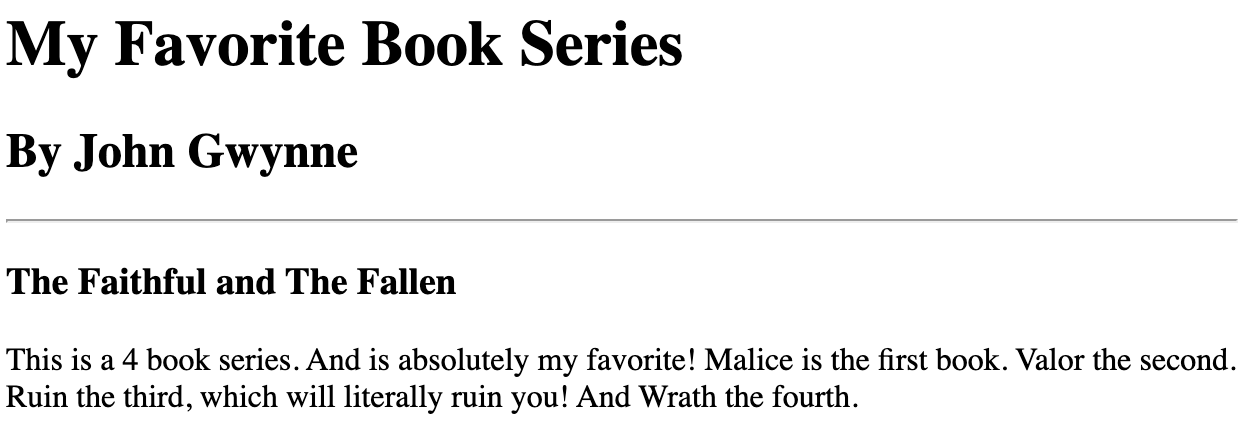 My Favorite Book Series
By John Gwynne
The Faithful and The Fallen
This is a 4 book series. And is absolutely my favorite! Malice is the first book. Valor the second.
Ruin the third, which will literally ruin you! And Wrath the fourth.